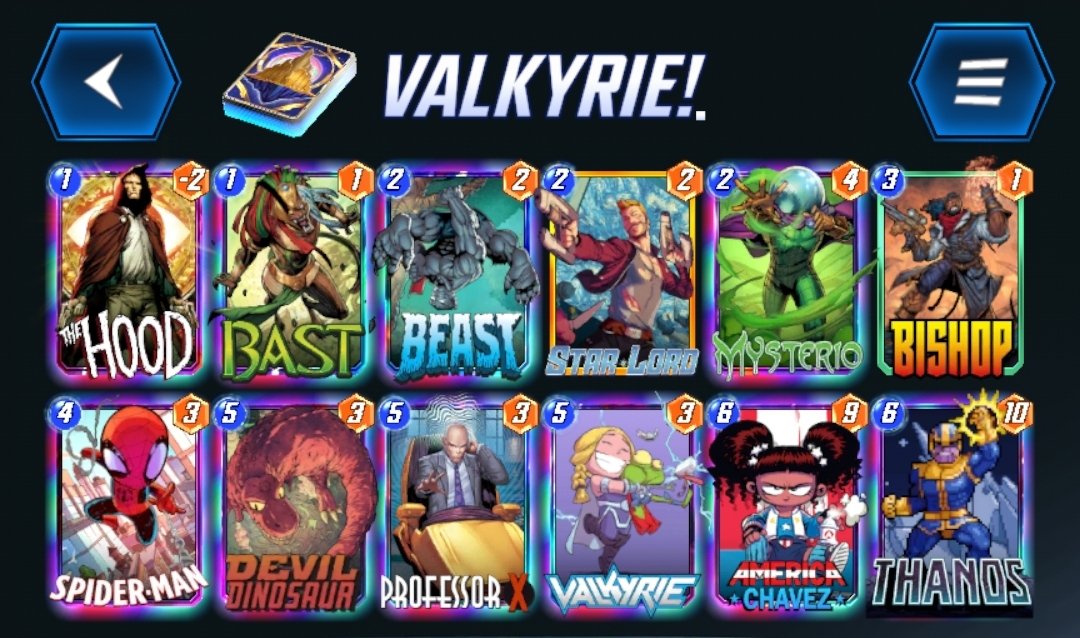 VALKYRIE!.
1 -2 1 1 2 2 2 2 2 4 3 1
THE HOOD BAST BEAST STAR-LORD MYSTERIO BISHOP
4 3 5 3 5 3 5 3 6 9 6 10
SPIDER-MAN DEVIL DINOSAUR PROFESSOR X VALKYRIE AMERICA CHAVEZ THANOS